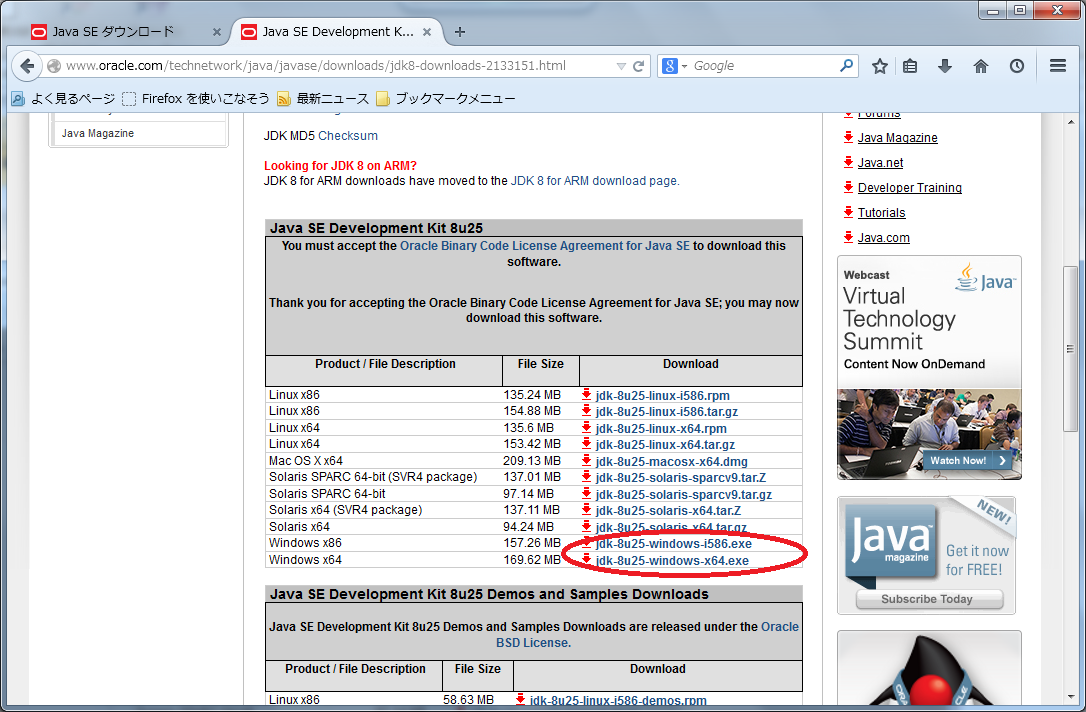 Java SE ダウンロード
Java SE Development K...
www.oracle.com/technetwork/java/javase/downloads/jdk8-downloads-2133151.html
Google
よく見るページ
Firefox を使いこなそう
最新ニュース
ブックマークメニュー
Java Magazine
JDK MD5 Checksum
Looking for JDK 8 on ARM?
JDK 8 for ARM downloads have moved to the JDK 8 for ARM download page.
Java SE Development Kit 8u25
You must accept the Oracle Binary Code License Agreement for Java SE to download this
software.
Thank you for accepting the Oracle Binary Code License Agreement for Java SE; you may now
download this software.
Product / File Description File Size Download
Linux x86 135.24 MB jdk-8u25-linux-i586.rpm
Linux x86 154.88 MB jdk-8u25-linux-i586.tar.gz
Linux x64 135.6 MB jdk-8u25-linux-x64.rpm
Linux x64 153.42 MB jdk-8u25-linux-x64.tar.gz
Mac OS X x64 209.13 MB jdk-8u25-macosx-x64.dmg
Solaris SPARC 64-bit (SVR4 package) 137.01 MB jdk-8u25-solaris-sparcv9.tar.Z
Solaris SPARC 64-bit 97.14 MB jdk-8u25-solaris-sparcv9.tar.gz
Solaris x64 (SVR4 package) 137.11 MB jdk-8u25-solaris-x64.tar.Z
Solaris x64 94.24 MB jdk-8u25-solaris-x64.tar.gz
Windows x86 157.26 MB jdk-8u25-windows-i586.exe
Windows x64 169.62 MB jdk-8u25-windows-x64.exe
Java SE Development Kit 8u25 Demos and Samples Downloads
Java SE Development Kit 8u25 Demos and Samples Downloads are released under the Oracle
BSD License.
Product / File Description File Size Download
Linux x86 58.63 MB jdk-8u25-linux-i586-demos.rpm
Forums
Java Magazine
Java.net
Developer Training
Tutorials
Java.com
Webcast
Java
Virtual
Technology
Summit
Content Now OnDemand
Watch Now!
NEW!
Java
magazine
Get it now
for FREE!
Subscribe Today
ORACLE